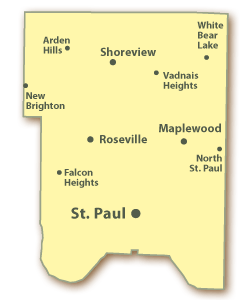 White
Bear
Lake
Arden
Hills
Shoreview
Vadnais
Heights
New
Brighton
Maplewood
Roseville
North
St. Paul
Falcon
Heights
St. Paul